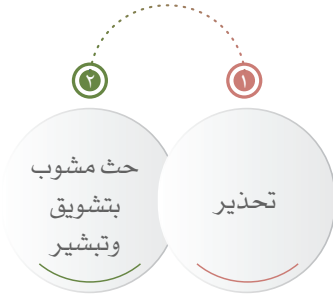 ١
تحذير
٢
حث مشوب
بتشويق
وتبشير